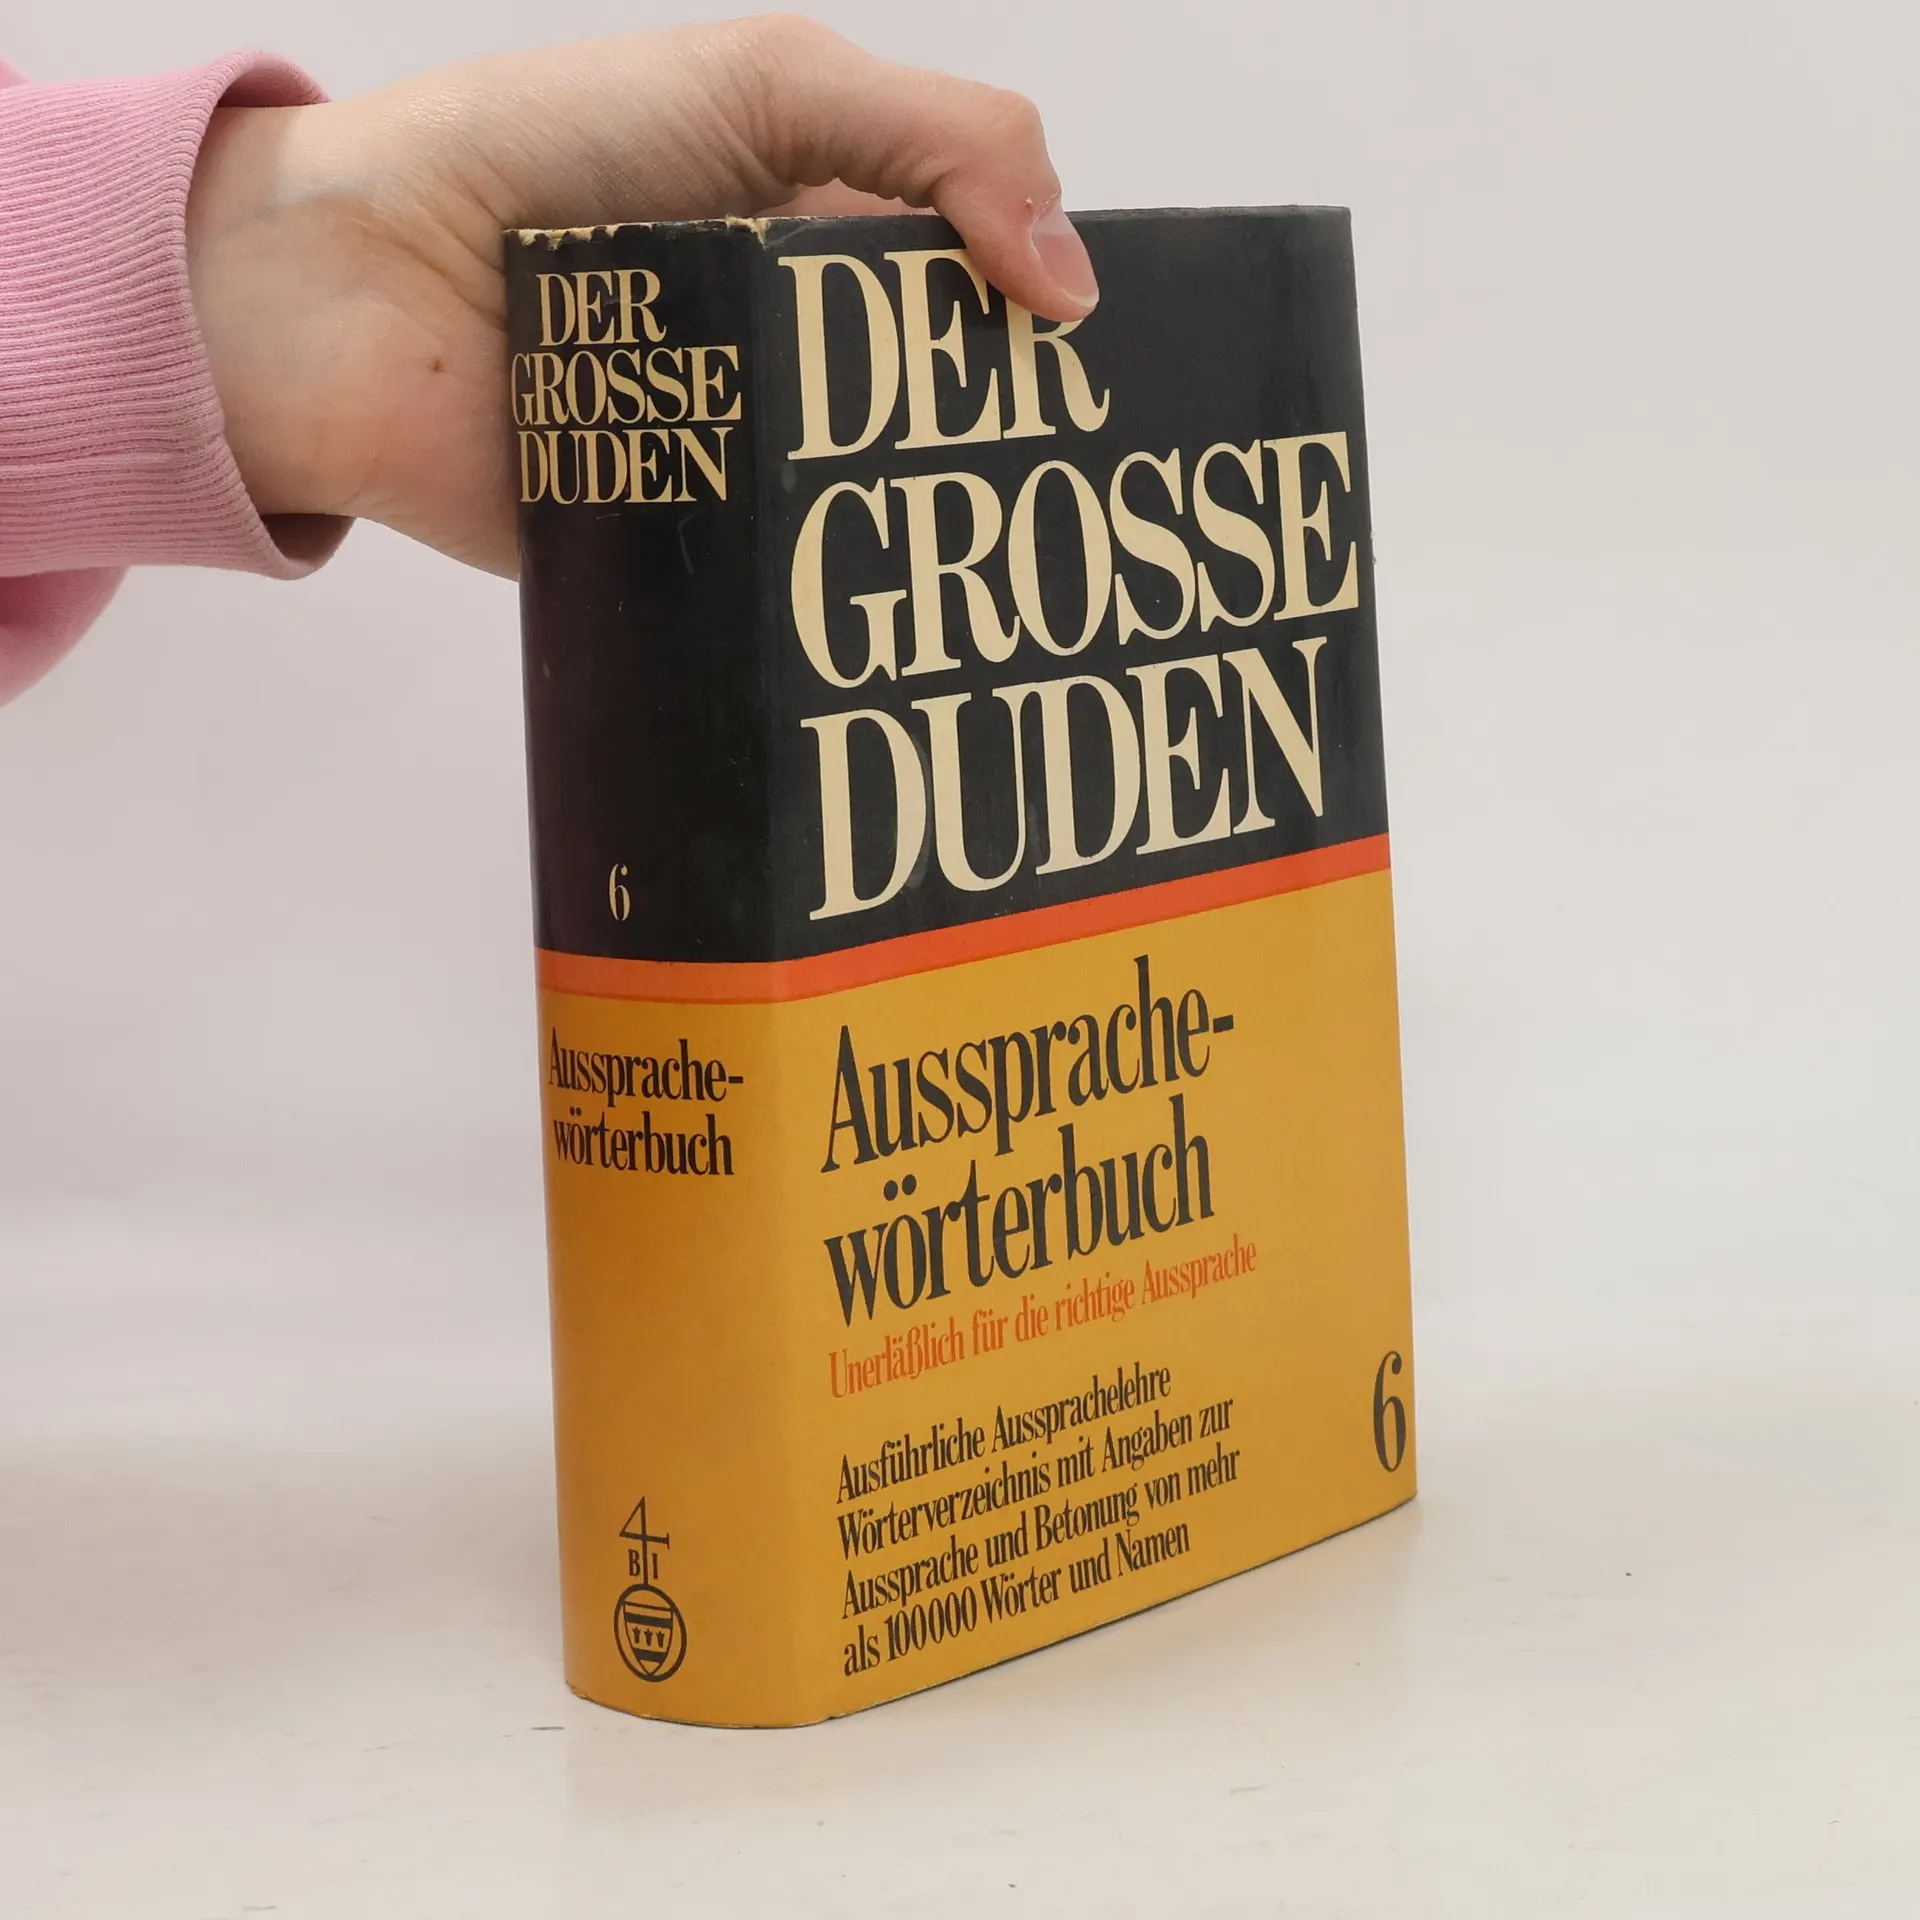 DER
GROSSE
DUDEN
6
Aussprache-
wörterbuch
4
B I
DER
GROSSE
DUDEN
Aussprache-
wörterbuch
Unerläßlich für die richtige Aussprache
Ausführliche Aussprachelehre
Wörterverzeichnis mit Angaben zur
Aussprache und Betonung von mehr
als 100000 Wörter und Namen
6